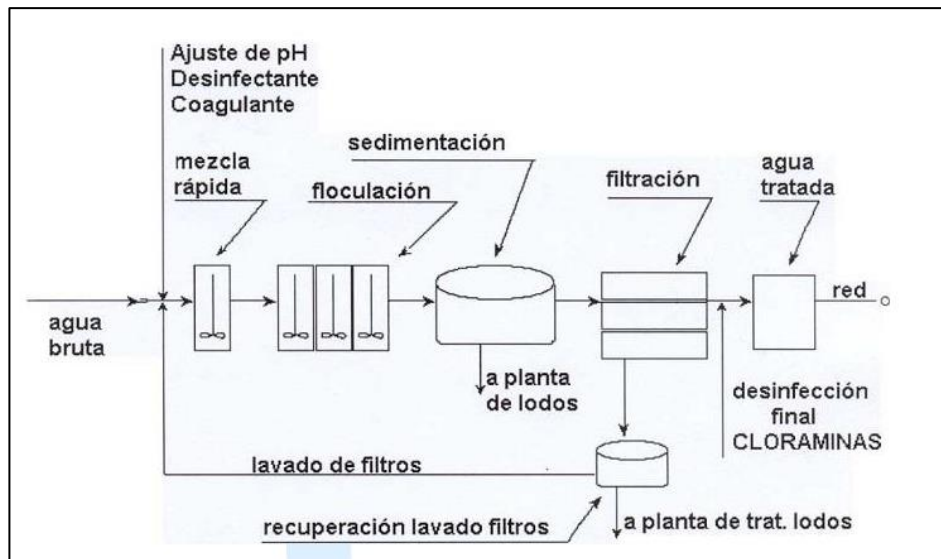 Ajuste de pH
Desinfectante
Coagulante
mezcla
rápida
floculación
sedimentación
filtración
agua
tratada
agua
bruta
red
a planta
de lodos
desinfección
final
CLORAMINAS
lavado de filtros
recuperación lavado filtros
a planta de trat. lodos